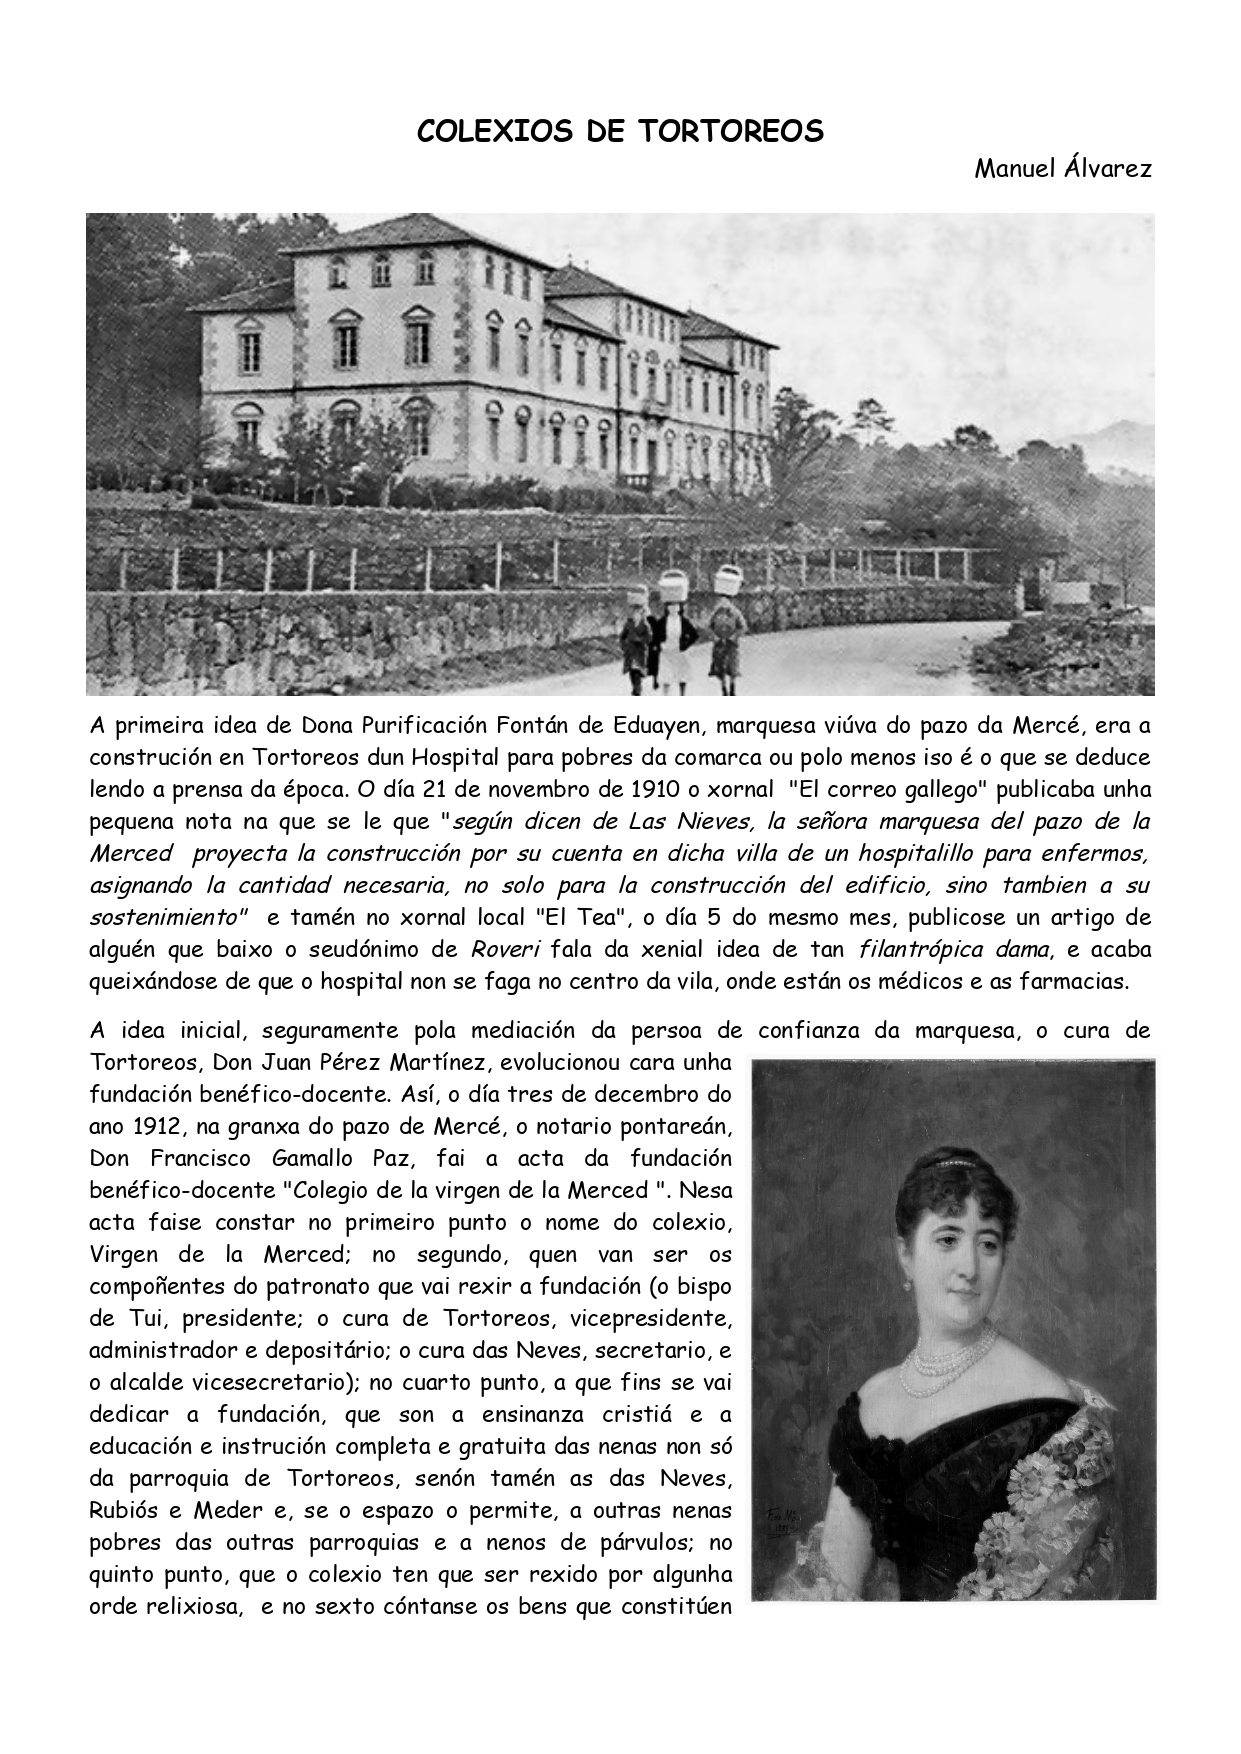 COLEXIOS DE TORTOREOS
Manuel Álvarez
A primeira idea de Dona Purificación Fontán de Eduayen, marquesa viúva do pazo da Mercé, era a
construción en Tortoreos dun Hospital para pobres da comarca ou polo menos iso é o que se deduce
lendo a prensa da época. O día 21 de novembro de 1910 o xornal "El correo gallego" publicaba unha
pequena nota na que se le que "según dicen de Las Nieves, la señora marquesa del pazo de la
Merced proyecta la construcción por su cuenta en dicha villa de un hospitalillo para enfermos,
asignando la cantidad necesaria, no solo para la construcción del edificio, sino tambien a su
sostenimiento" e tamén no xornal local "El Tea", o día 5 do mesmo mes, publicose un artigo de
alguén que baixo o seudónimo de Roveri fala da xenial idea de tan filantrópica dama, e acaba
queixándose de que o hospital non se faga no centro da vila, onde están os médicos e as farmacias.
A idea inicial, seguramente pola mediación da persoa de confianza da marquesa, o cura de
Tortoreos, Don Juan Pérez Martínez, evolucionou cara unha
fundación benéfico-docente. Así, o día tres de decembro do
ano 1912, na granxa do pazo de Mercé, o notario pontareán,
Don Francisco Gamallo Paz, fai a acta da fundación
benéfico-docente "Colegio de la virgen de la Merced ". Nesa
acta faise constar no primeiro punto o nome do colexio,
Virgen de la Merced; no segundo, quen van ser os
compoñentes do patronato que vai rexir a fundación (o bispo
de Tui, presidente; o cura de Tortoreos, vicepresidente,
administrador e depositário; o cura das Neves, secretario, e
o alcalde vicesecretario); no cuarto punto, a que fins se vai
dedicar a fundación, que son a ensinanza cristiá e a
educación e instrución completa e gratuita das nenas non só
da parroquia de Tortoreos, senón tamén as das Neves,
Rubiós e Meder e, se o espazo o permite, a outras nenas
pobres das outras parroquias e a nenos de párvulos; no
quinto punto, que o colexio ten que ser rexido por algunha
orde relixiosa, e no sexto cóntanse os bens que constitúen